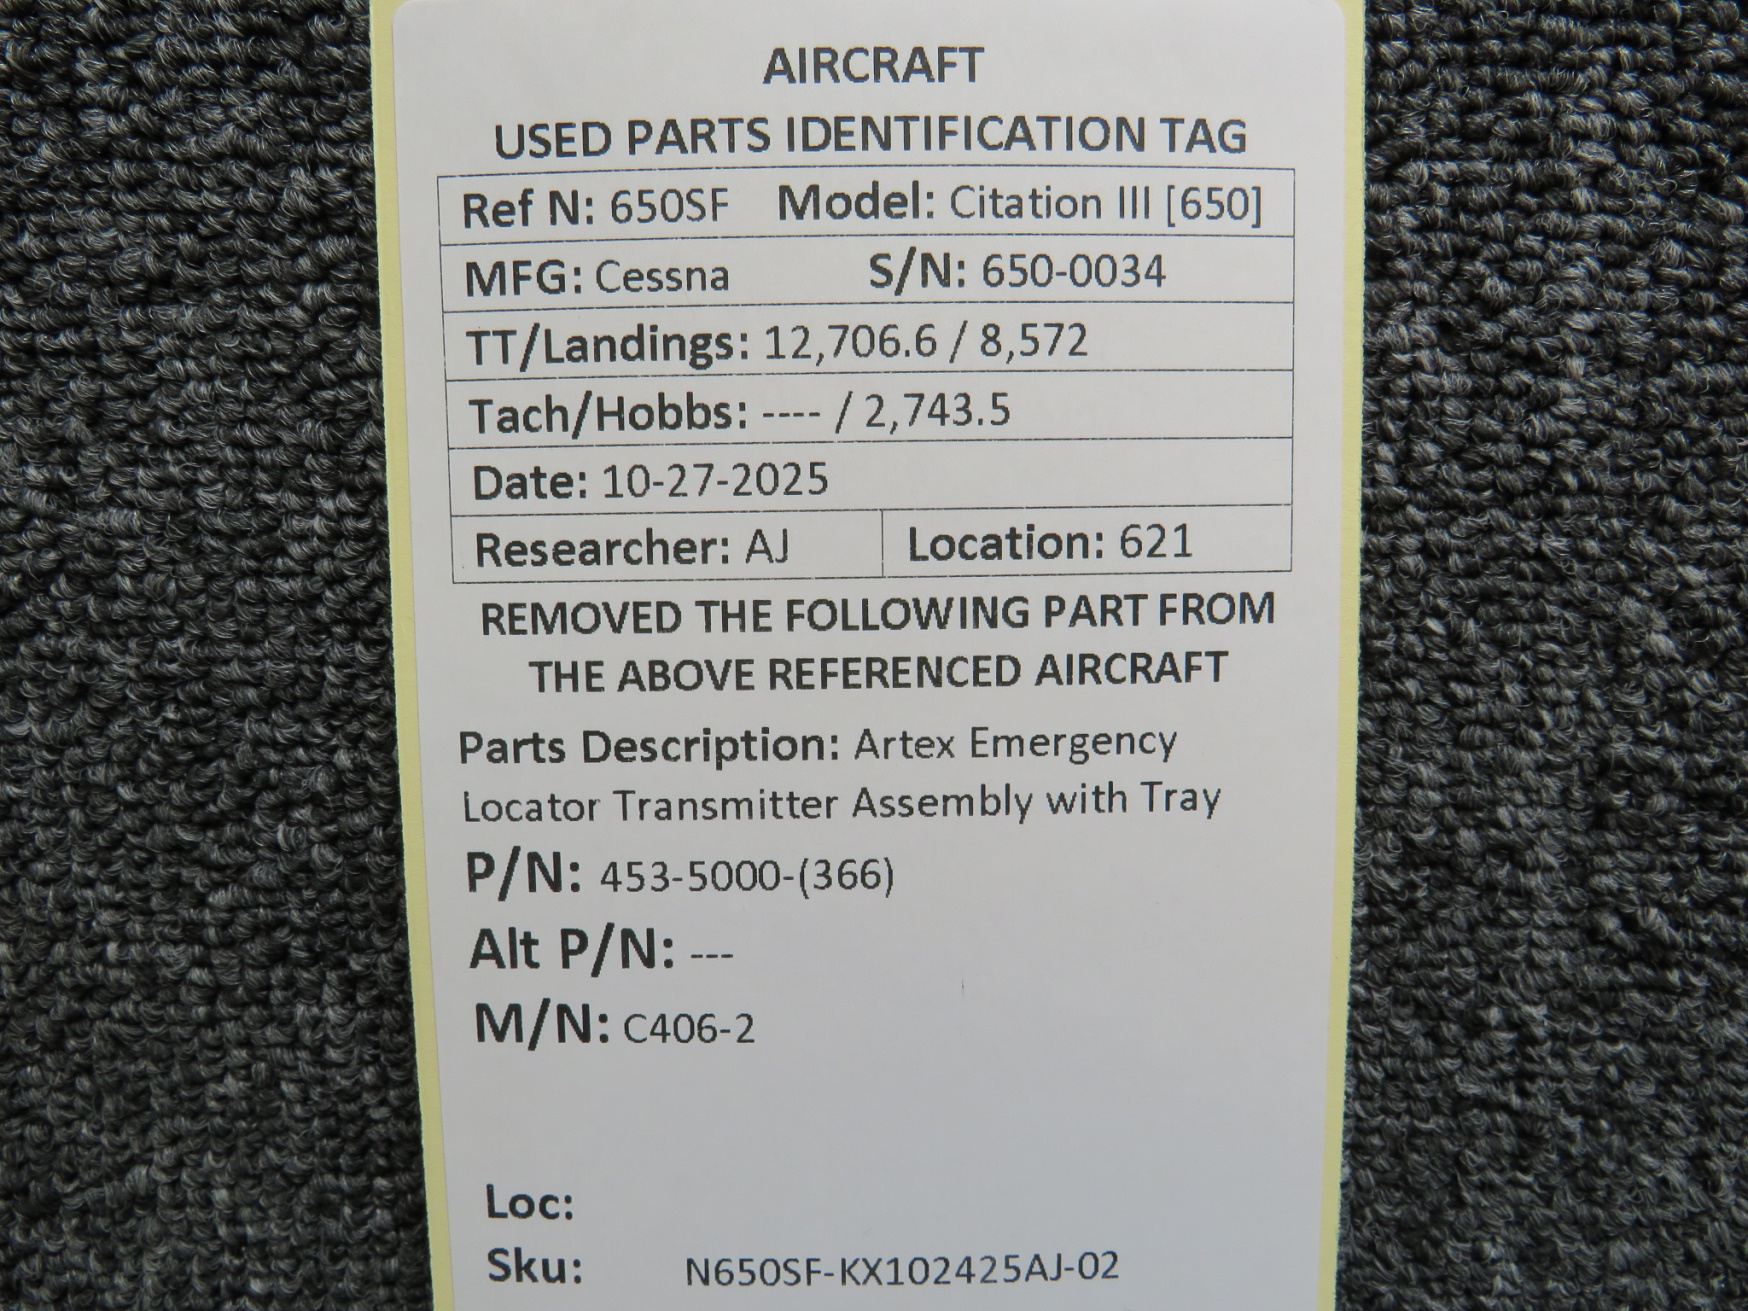 AIRCRAFT
USED PARTS IDENTIFICATION TAG
Ref N: 650SF Model: Citation III [650]
MFG: Cessna S/N: 650-0034
TT/Landings: 12,706.6 / 8,572
Tach/Hobbs: ---- / 2,743.5
Date: 10-27-2025
Researcher: AJ Location: 621
REMOVED THE FOLLOWING PART FROM
THE ABOVE REFERENCED AIRCRAFT
Parts Description: Artex Emergency
Locator Transmitter Assembly with Tray
P/N: 453-5000-(366)
Alt P/N: ---
M/N: C406-2
Loc:
Sku: N650SF-KX102425AJ-02